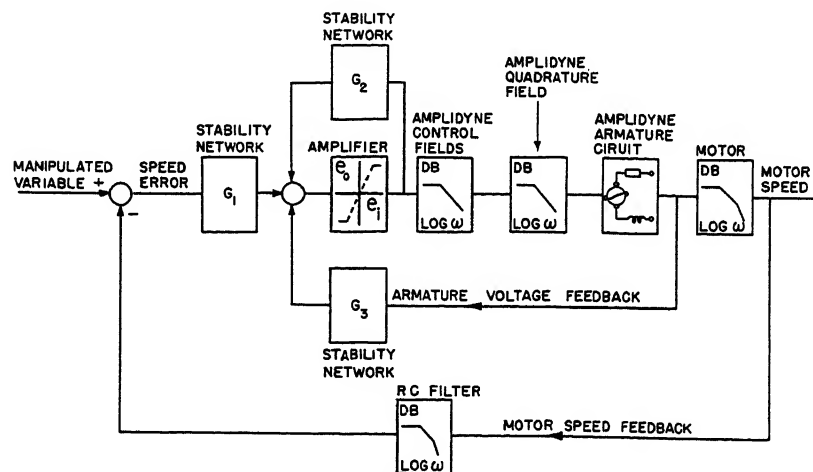 STABILITY
NETWORK
G2
STABILITY
NETWORK
G1
MANIPULATED
VARIABLE +
-
SPEED
ERROR
AMPLIFIER
eo
ei
AMPLIDYNE
CONTROL
FIELDS
DB
LOG ω
AMPLIDYNE
QUADRATURE
FIELD
DB
LOG ω
AMPLIDYNE
ARMATURE
CIRUIT
MOTOR
DB
LOG ω
MOTOR
SPEED
G3
STABILITY
NETWORK
ARMATURE VOLTAGE FEEDBACK
RC FILTER
DB
LOG ω
MOTOR SPEED FEEDBACK